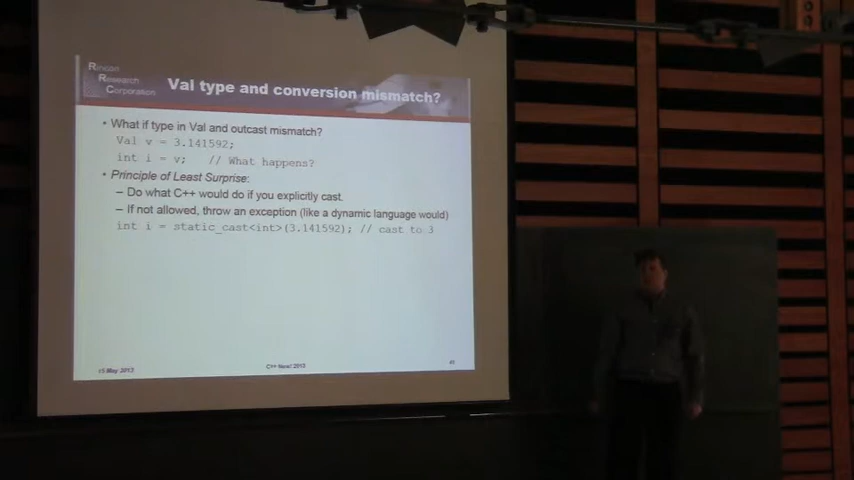 Rincon
Research
Corporation
Val type and conversion mismatch?
• What if type in Val and outcast mismatch?
Val v = 3.141592;
int i = v; // What happens?
• Principle of Least Surprise:
– Do what C++ would do if you explicitly cast.
– If not allowed, throw an exception (like a dynamic language would)
int i = static_cast<int>(3.141592); // cast to 3
15 May 2013
C++ Now! 2013